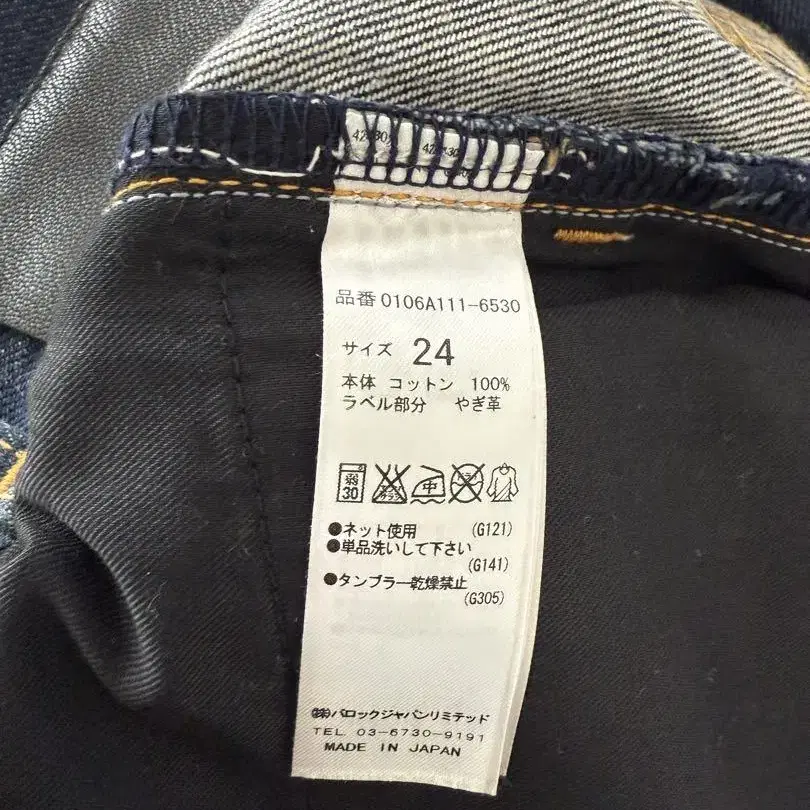 品番 0106A111-6530
サイズ 24
本体 コットン 100%
ラベル部分 やぎ革
弱 30 中
●ネット使用 (G121)
●単品洗いして下さい (G141)
●タンブラー乾燥禁止 (G305)
㈱バロックジャパンリミテッド
TEL. 03-6730-9191
MADE IN JAPAN